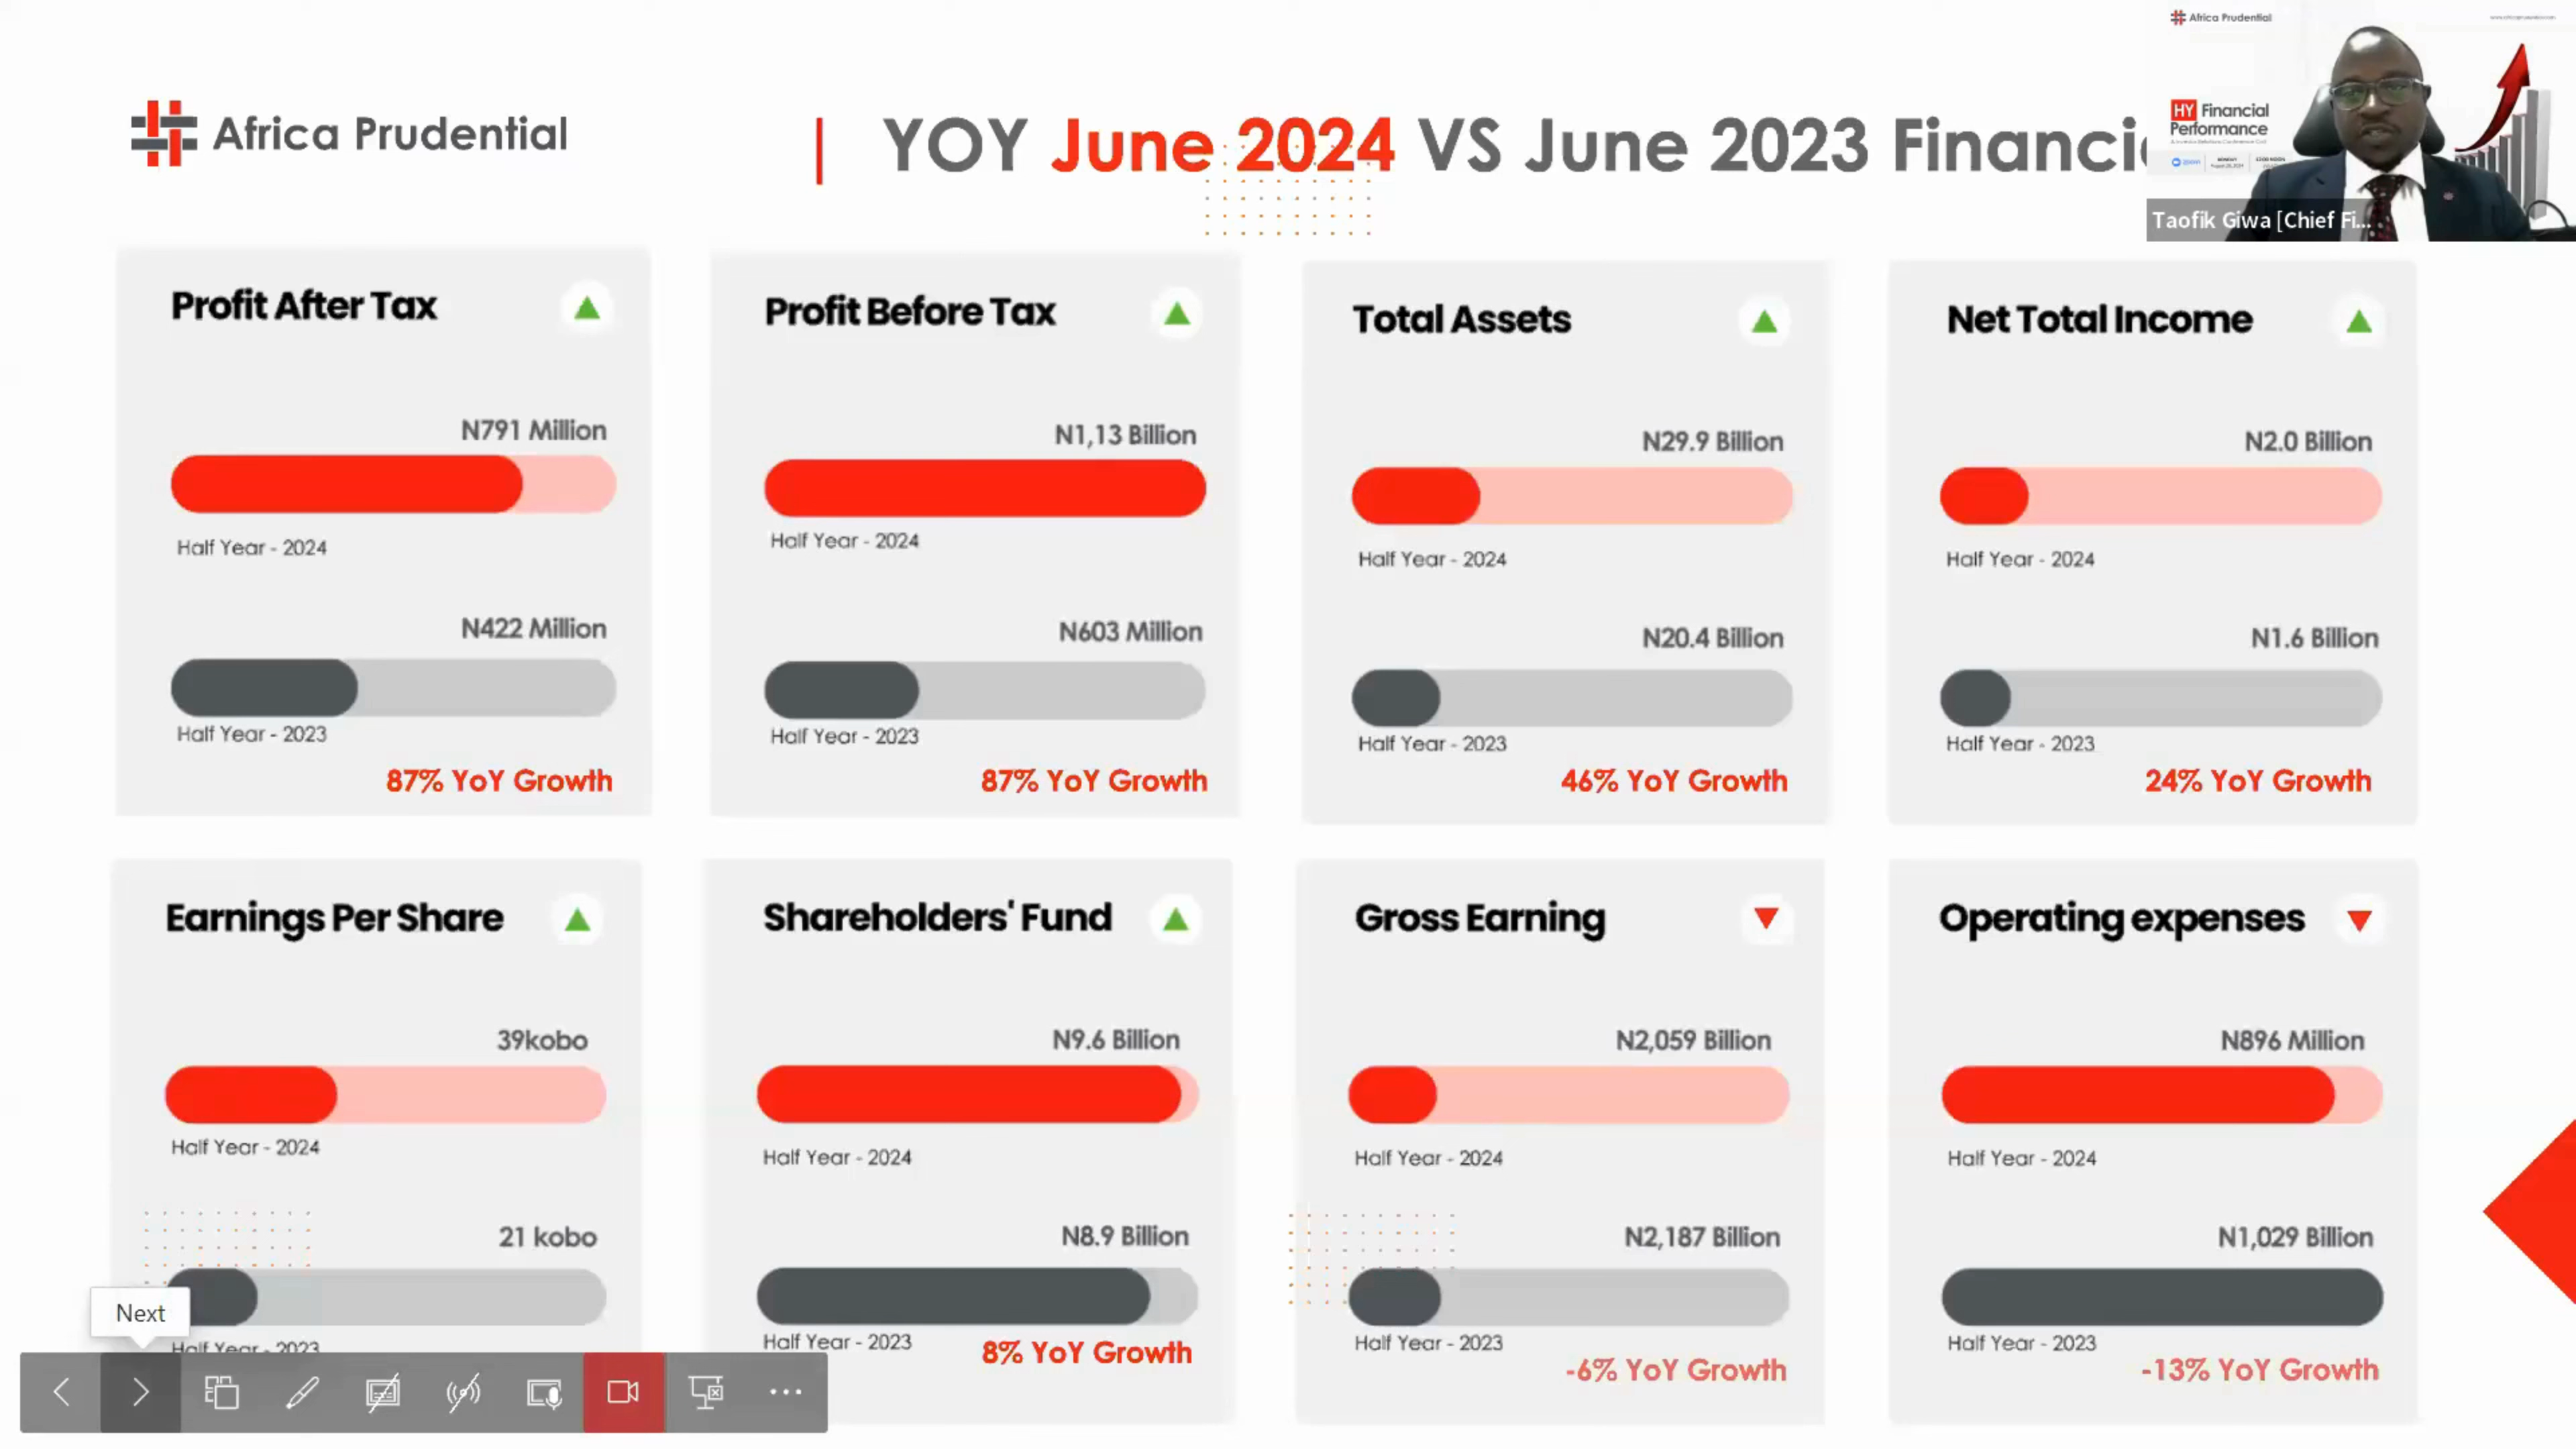 Africa Prudential
YOY June 2024 VS June 2023 Financi
Africa Prudential
HY Financial
Performance
Taofik Giwa [Chief Fi...
Profit After Tax
N791 Million
Half Year - 2024
N422 Million
Half Year - 2023
87% YoY Growth
Profit Before Tax
N1,13 Billion
Half Year - 2024
N603 Million
Half Year - 2023
87% YoY Growth
Total Assets
N29.9 Billion
Half Year - 2024
N20.4 Billion
Half Year - 2023
46% YoY Growth
Net Total Income
N2.0 Billion
Half Year - 2024
N1.6 Billion
Half Year - 2023
24% YoY Growth
Earnings Per Share
39kobo
Half Year - 2024
21 kobo
Half Year - 2023
Shareholders' Fund
N9.6 Billion
Half Year - 2024
N8.9 Billion
Half Year - 2023
8% YoY Growth
Gross Earning
N2,059 Billion
Half Year - 2024
N2,187 Billion
Half Year - 2023
-6% YoY Growth
Operating expenses
N896 Million
Half Year - 2024
N1,029 Billion
Half Year - 2023
-13% YoY Growth
Next